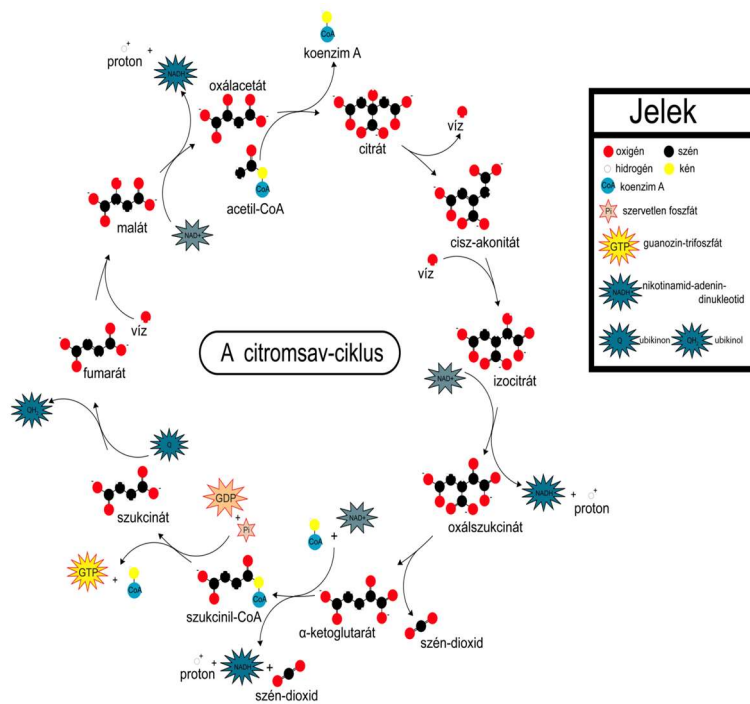 A citromsav-ciklus
CoA
koenzim A
+
proton
+
NADH
oxálacetát
citrát
víz
CoA
acetil-CoA
cisz-akonitát
malát
NAD+
víz
víz
fumarát
izocitrát
NAD+
QH2
Q
szukcinát
GDP
+
Pi
NADH
+
+
proton
oxálszukcinát
GTP
+
CoA
CoA
+
NAD+
CoA
szukcinil-CoA
α-ketoglutarát
szén-dioxid
+
proton
+
NADH
+
szén-dioxid
Jelek
oxigén
szén
hidrogén
kén
CoA
koenzim A
Pi
szervetlen foszfát
GTP
guanozin-trifoszfát
NADH
nikotinamid-adenin-
dinukleotid
Q
ubikinon
QH2
ubikinol